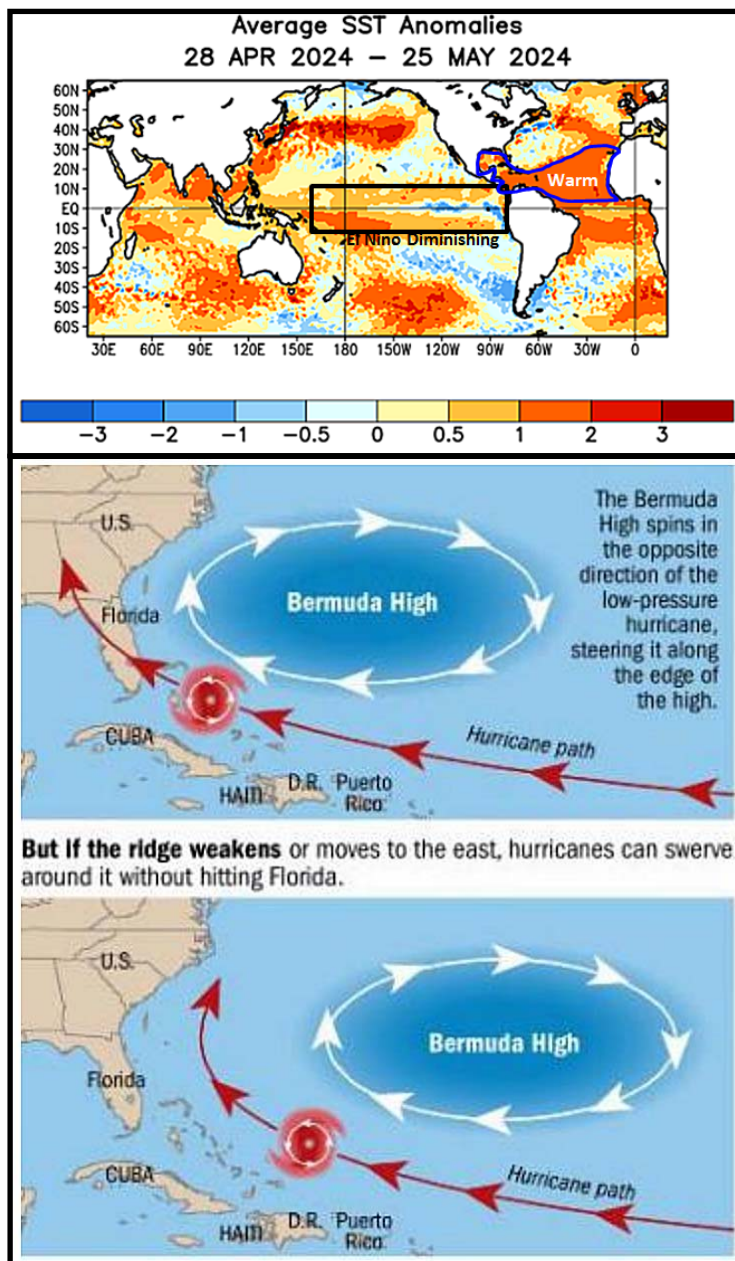 Average SST Anomalies
28 APR 2024 – 25 MAY 2024
60N
50N
40N
30N
20N
10N
EQ
10S
20S
30S
40S
50S
60S
Warm
El Nino Diminishing
30E 60E 90E 120E 150E 180 150W 120W 90W 60W 30W 0
−3 −2 −1 −0.5 0 0.5 1 2 3
The Bermuda
High spins in
the opposite
direction of the
low-pressure
hurricane,
steering it along
the edge of
the high.
U.S.
Bermuda High
Florida
Hurricane path
CUBA
HAITI D.R. Puerto
Rico
But if the ridge weakens or moves to the east, hurricanes can swerve
around it without hitting Florida.
U.S.
Bermuda High
Florida
Hurricane path
CUBA
HAITI D.R. Puerto
Rico